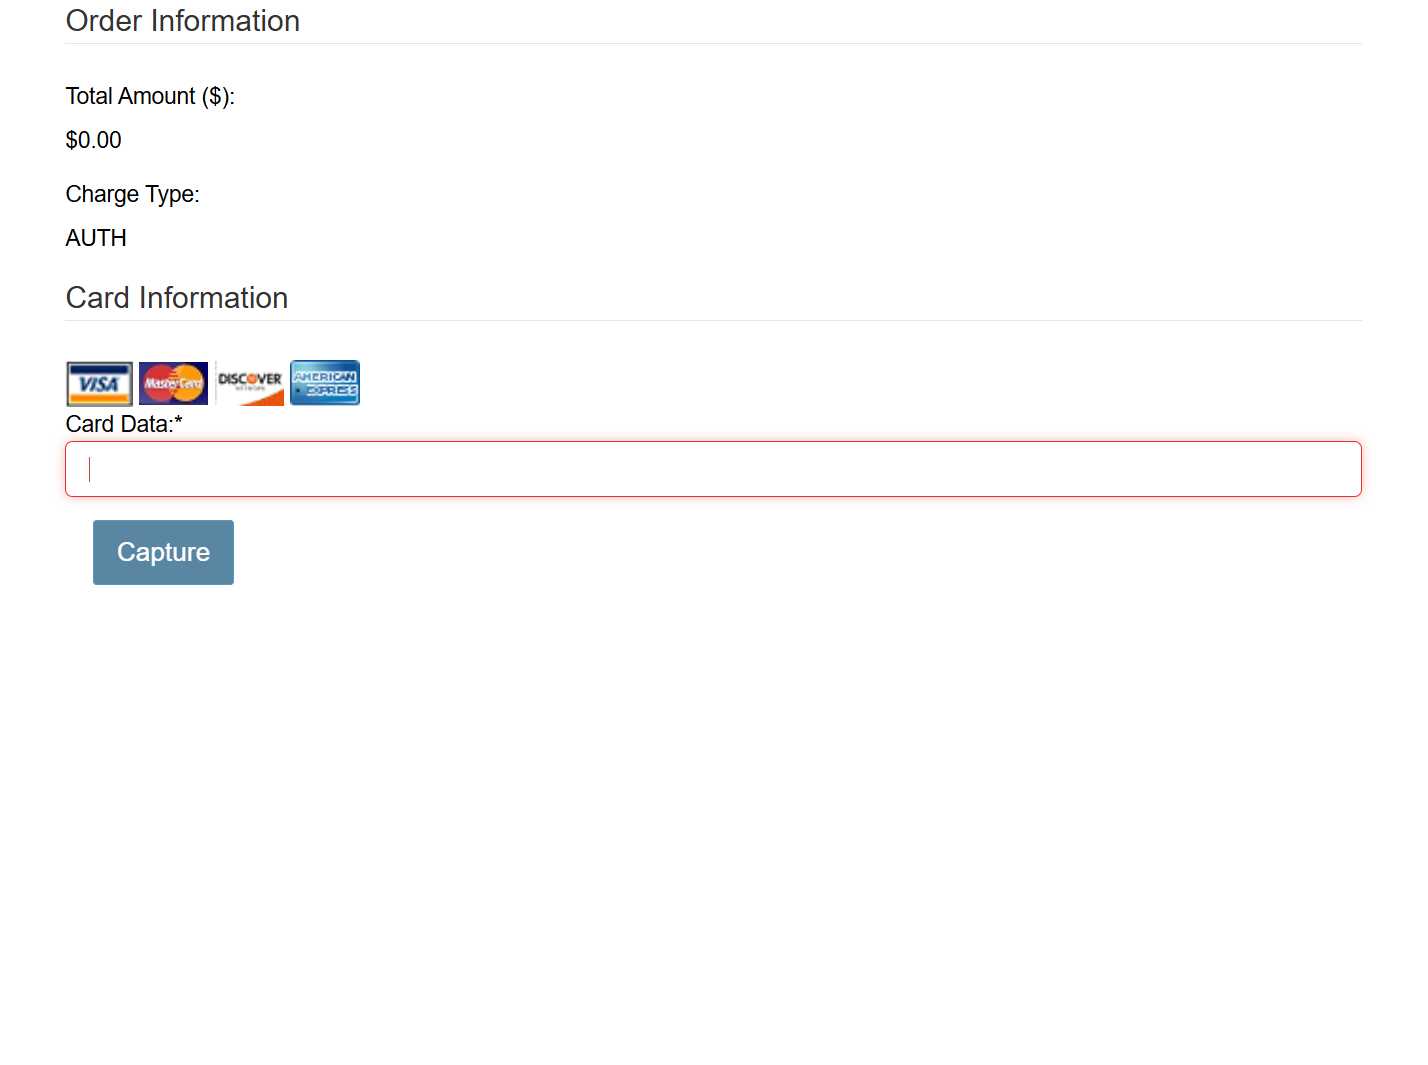 Order Information
Total Amount ($):
$0.00
Charge Type:
AUTH
Card Information
VISA MasterCard DISCOVER AMERICAN EXPRESS
Card Data:*
Capture